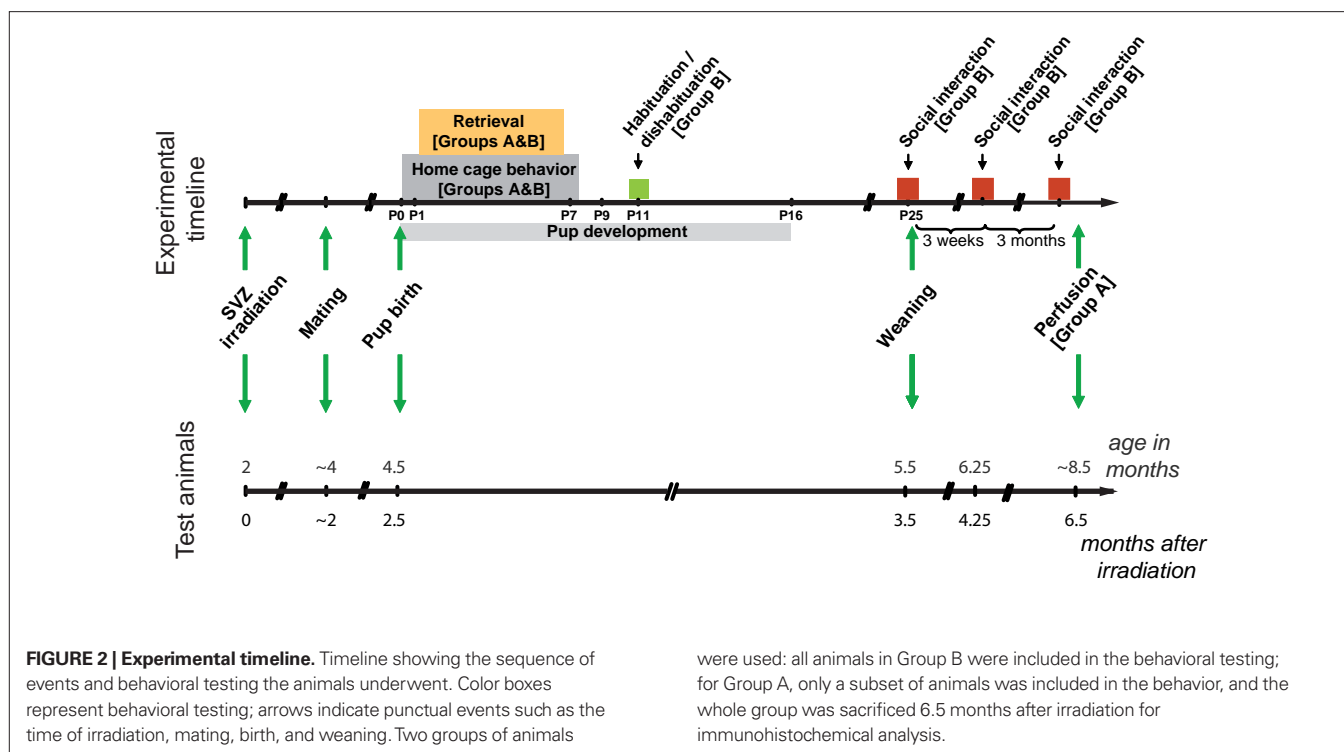 Experimental
timeline
Retrieval
[Groups A&B]
Home cage behavior
[Groups A&B]
Habituation /
dishabituation
[Group B]
Social interaction
[Group B]
Social interaction
[Group B]
Social interaction
[Group B]
P0
P1
P7
P9
P11
P16
P25
Pup development
3 weeks
3 months
SVZ
irradiation
Mating
Pup birth
Weaning
Perfusion
[Group A]
Test animals
2
~4
4.5
5.5
6.25
~8.5
age in
months
0
~2
2.5
3.5
4.25
6.5
months after
irradiation
FIGURE 2 | Experimental timeline. Timeline showing the sequence of
events and behavioral testing the animals underwent. Color boxes
represent behavioral testing; arrows indicate punctual events such as the
time of irradiation, mating, birth, and weaning. Two groups of animals
were used: all animals in Group B were included in the behavioral testing;
for Group A, only a subset of animals was included in the behavior, and the
whole group was sacrificed 6.5 months after irradiation for
immunohistochemical analysis.